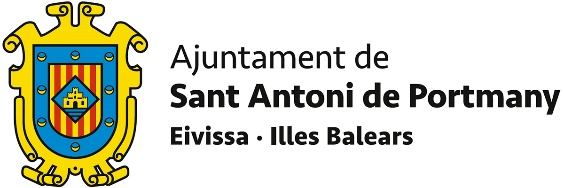 Ajuntament de
Sant Antoni de Portmany
Eivissa · Illes Balears